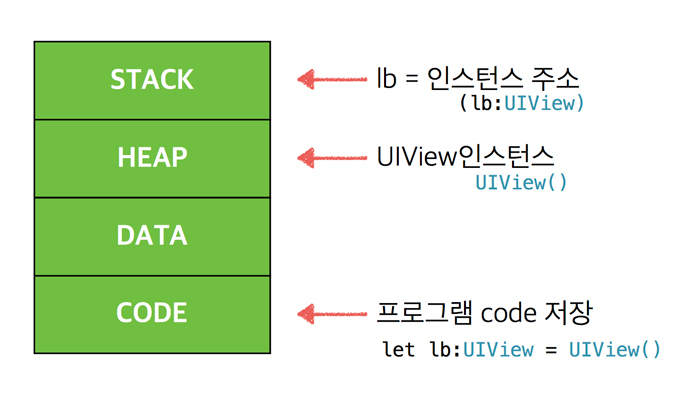 STACK
lb = 인스턴스 주소
(lb:UIView)
HEAP
UIView인스턴스
UIView()
DATA
CODE
프로그램 code 저장
let lb:UIView = UIView()